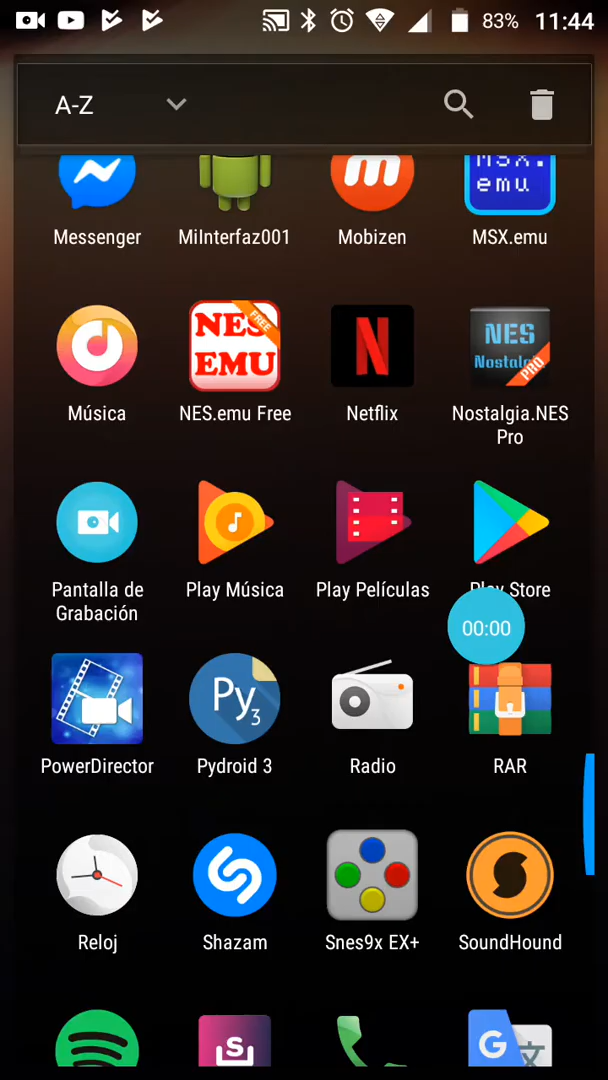 83% 11:44
A-Z
MSX.
emu
Messenger MiInterfaz001 Mobizen MSX.emu
NES FREE
EMU
N
NES
Nostalgia
PRO
Música NES.emu Free Netflix Nostalgia.NES
Pro
Pantalla de Play Música Play Películas Play Store
Grabación
00:00
Py3
PowerDirector Pydroid 3 Radio RAR
Reloj Shazam Snes9x EX+ SoundHound
S G